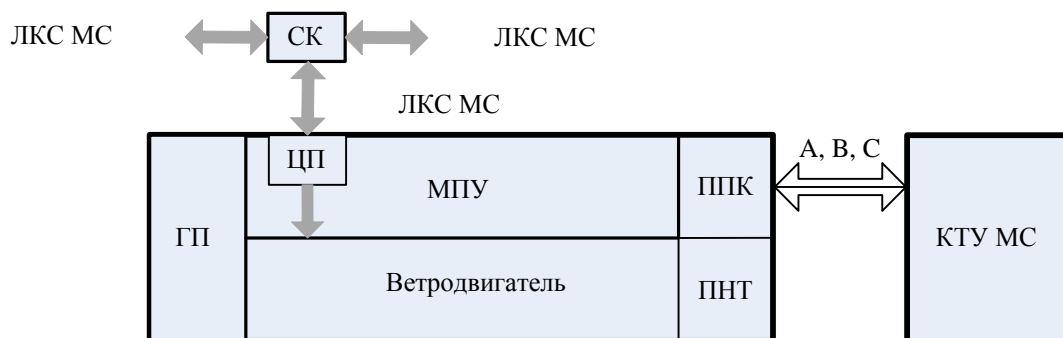 ЛКС МС
СК
ЛКС МС
ЛКС МС
ЦП
А, В, С
МПУ
ППК
ГП
КТУ МС
Ветродвигатель
ПНТ